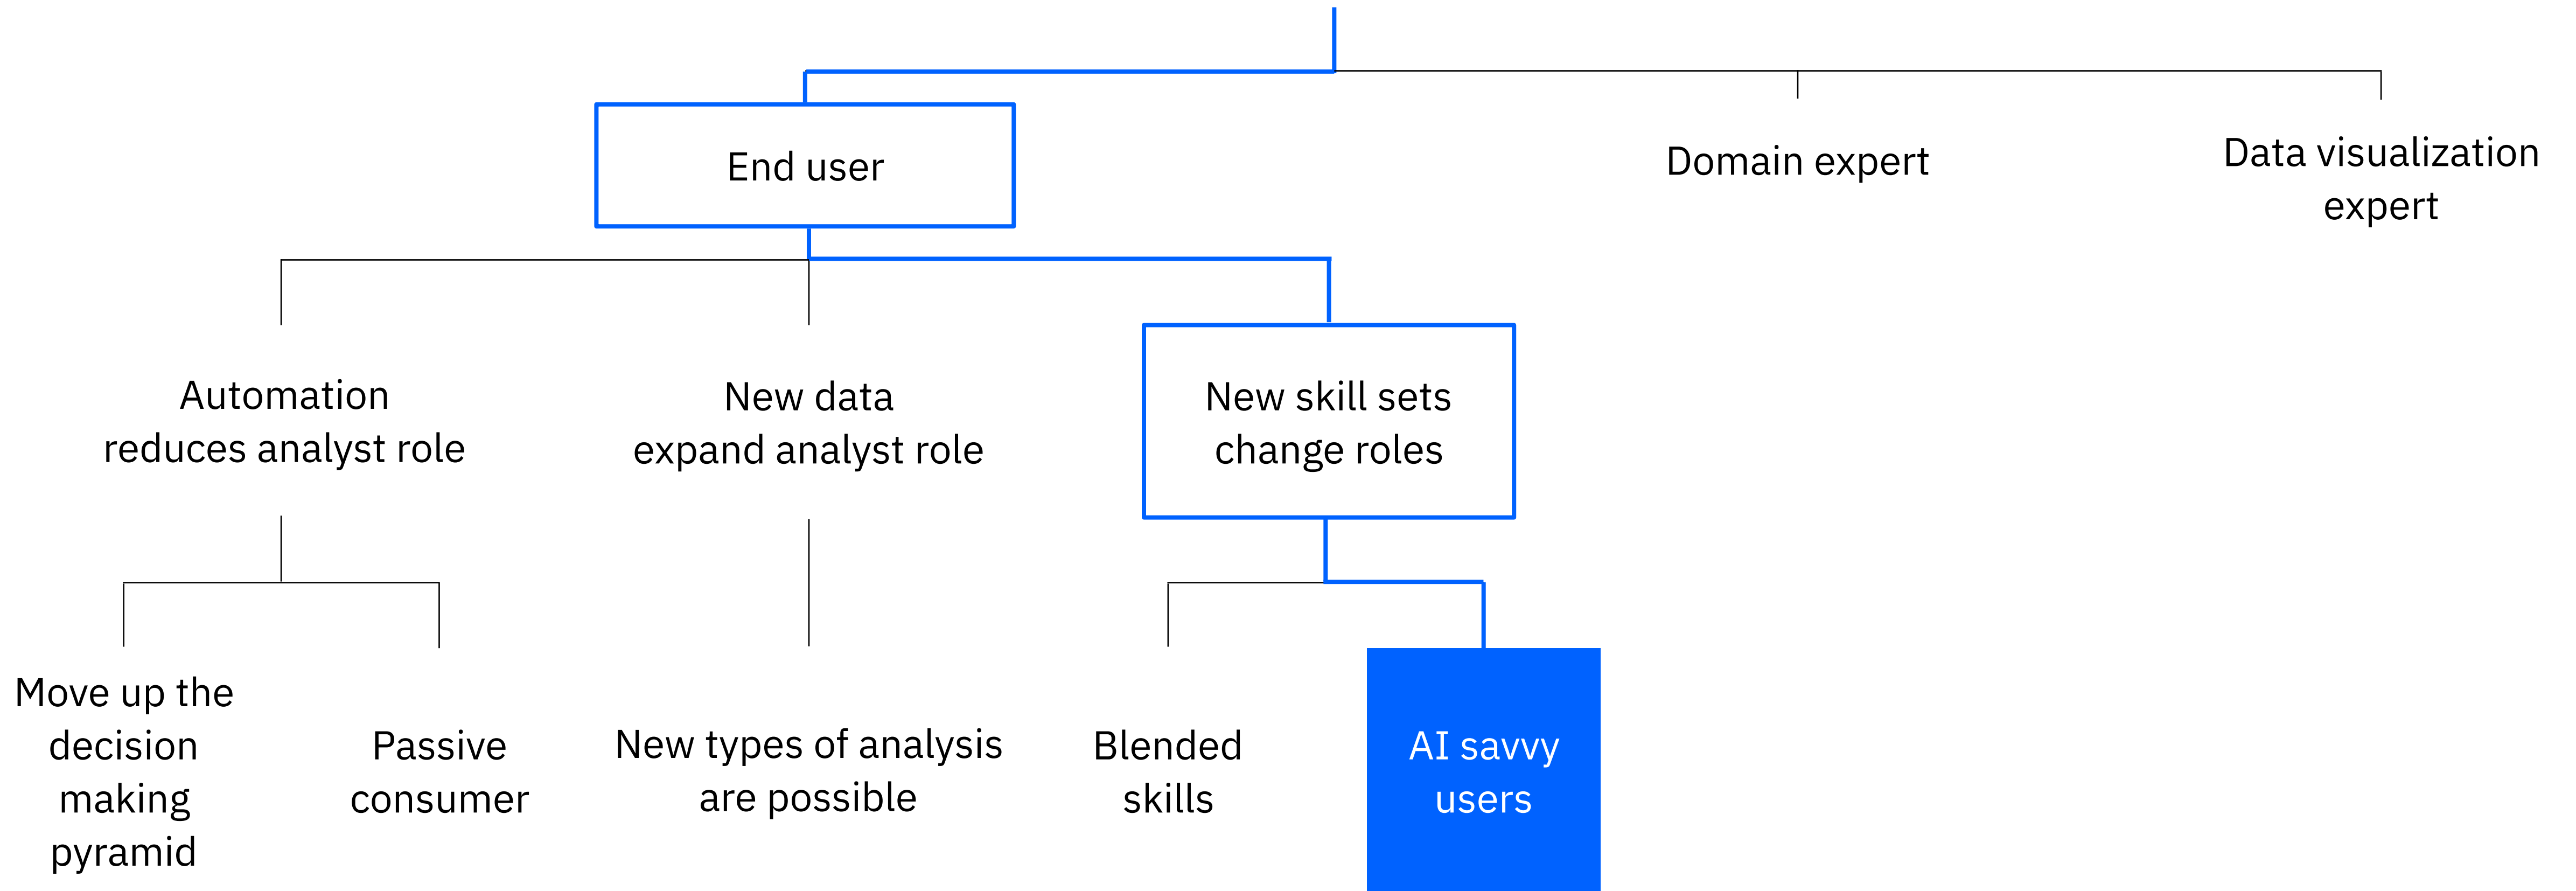 End user
Domain expert
Data visualization
expert
Automation
reduces analyst role
New data
expand analyst role
New skill sets
change roles
Move up the
decision
making
pyramid
Passive
consumer
New types of analysis
are possible
Blended
skills
AI savvy
users